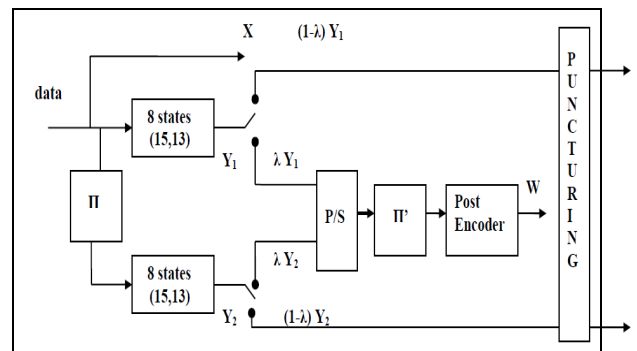 X (1-λ) Y₁
data
8 states
(15,13)
Y₁ λ Y₁
Π
P/S
Π’
Post
Encoder
W
λ Y₂
8 states
(15,13)
Y₂ (1-λ) Y₂
PUNCTURING